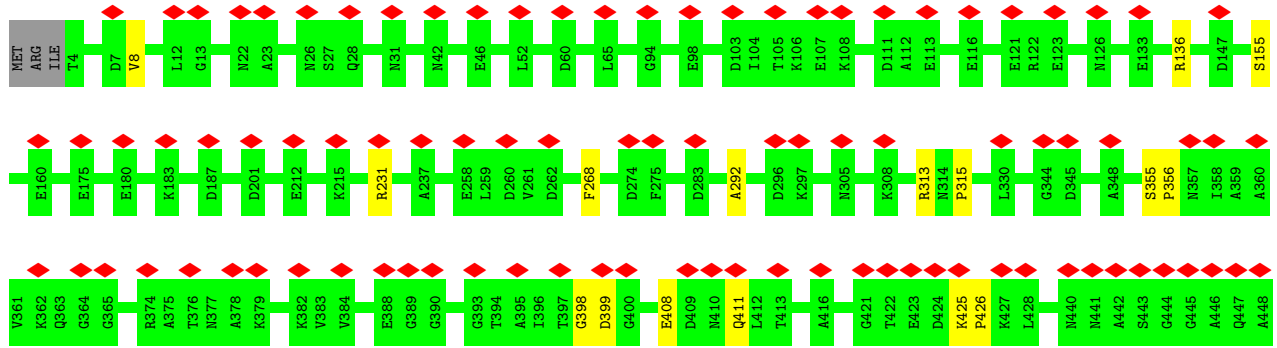 MET ARG ILE T4 D7 V8 L12 G13 N22 A23 N26 S27 Q28 N31 N42 E46 L52 D60 L65 G94 E98 D103 I104 T105 K106 E107 K108 D111 A112 E113 E116 E121 R122 E123 N126 E133 R136 D147 S155
E160 E175 E180 K183 D187 D201 E212 K215 R231 A237 E258 L259 D260 V261 D262 F268 D274 F275 D283 A292 D296 K297 N305 K308 R313 N314 P315 L330 G344 D345 A348 S355 P356 N357 I358 A359 A360
V361 K362 Q363 G364 G365 R374 A375 T376 N377 A378 K379 K382 V383 V384 E388 G389 G390 G393 T394 A395 I396 T397 G398 D399 G400 E408 D409 N410 Q411 L412 T413 A416 G421 T422 E423 D424 K425 P426 K427 L428 N440 N441 A442 S443 G444 G445 A446 Q447 A448